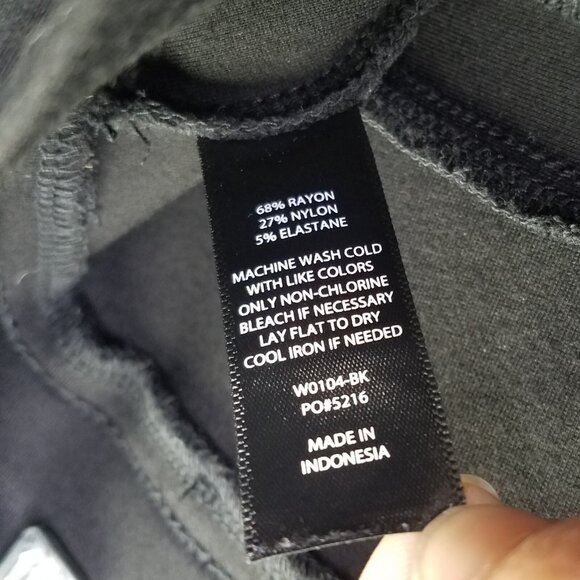 68% RAYON
27% NYLON
5% ELASTANE
MACHINE WASH COLD
WITH LIKE COLORS
ONLY NON-CHLORINE
BLEACH IF NECESSARY
LAY FLAT TO DRY
COOL IRON IF NEEDED
W0104-BK
PO#5216
MADE IN
INDONESIA